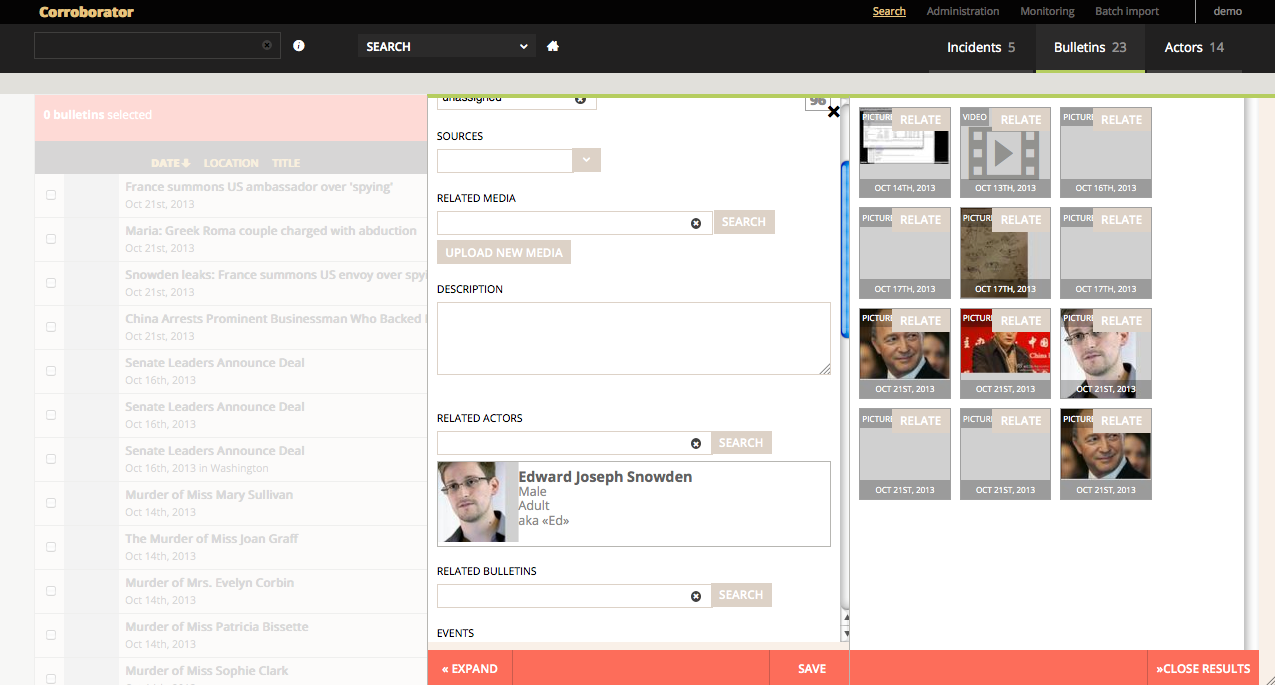 Corroborator
Search Administration Monitoring Batch import demo
SEARCH
Incidents 5 Bulletins 23 Actors 14
0 bulletins selected
DATE LOCATION TITLE
France summons US ambassador over 'spying'
Oct 21st, 2013
Maria: Greek Roma couple charged with abduction
Oct 21st, 2013
Snowden leaks: France summons US envoy over spyi
Oct 21st, 2013
China Arrests Prominent Businessman Who Backed
Oct 21st, 2013
Senate Leaders Announce Deal
Oct 16th, 2013
Senate Leaders Announce Deal
Oct 16th, 2013
Senate Leaders Announce Deal
Oct 16th, 2013 in Washington
Murder of Miss Mary Sullivan
Oct 14th, 2013
The Murder of Miss Joan Graff
Oct 14th, 2013
Murder of Mrs. Evelyn Corbin
Oct 14th, 2013
Murder of Miss Patricia Bissette
Oct 14th, 2013
Murder of Miss Sophie Clark
unassigned
96
SOURCES
RELATED MEDIA
SEARCH
UPLOAD NEW MEDIA
DESCRIPTION
RELATED ACTORS
SEARCH
Edward Joseph Snowden
Male
Adult
aka «Ed»
RELATED BULLETINS
SEARCH
EVENTS
« EXPAND SAVE
PICTURE RELATE VIDEO RELATE PICTURE RELATE
OCT 14TH, 2013 OCT 13TH, 2013 OCT 16TH, 2013
PICTURE RELATE PICTURE RELATE PICTURE RELATE
OCT 17TH, 2013 OCT 17TH, 2013 OCT 17TH, 2013
PICTURE RELATE PICTURE RELATE PICTURE RELATE
OCT 21ST, 2013 OCT 21ST, 2013 OCT 21ST, 2013
PICTURE RELATE PICTURE RELATE PICTURE RELATE
OCT 21ST, 2013 OCT 21ST, 2013 OCT 21ST, 2013
»CLOSE RESULTS